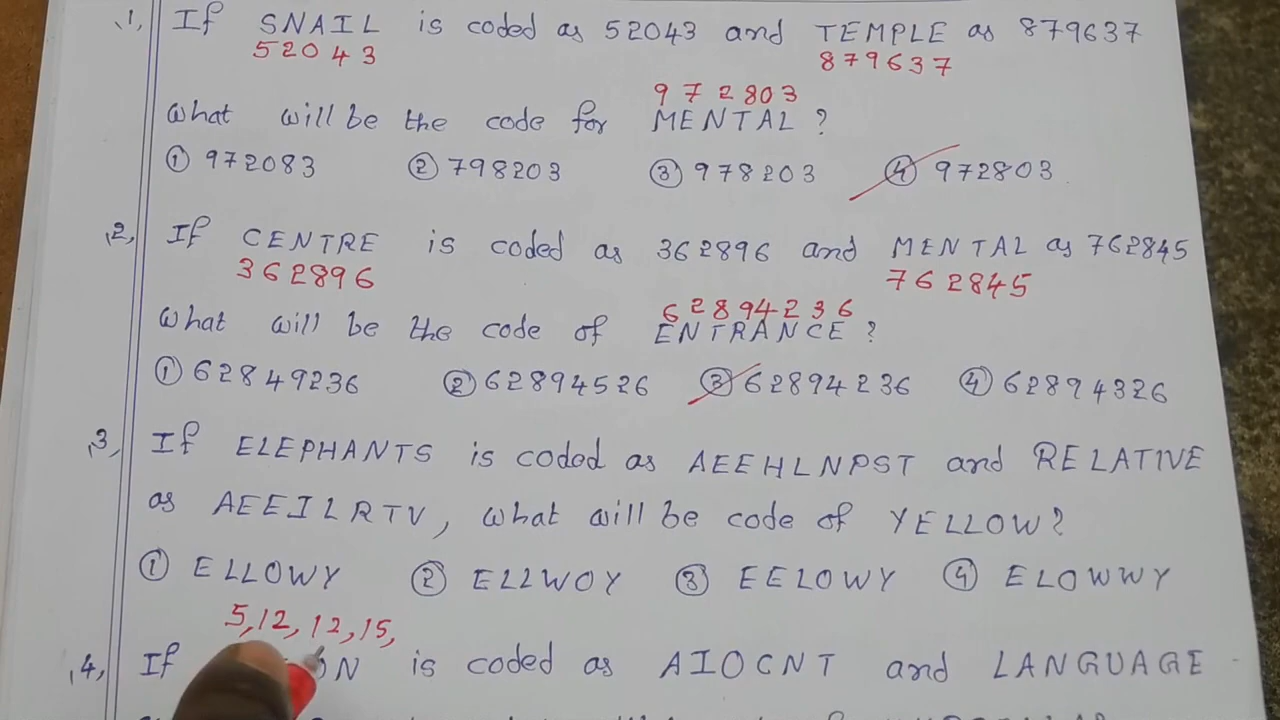 1, If SNAIL is coded as 52043 and TEMPLE as 879637
52043 879637
972803
What will be the code for MENTAL ?
① 972083 ② 798203 ③ 978203 ④ 972803
2, If CENTRE is coded as 362896 and MENTAL as 762845
362896 762845
62894236
What will be the code of ENTRANCE ?
① 62849236 ② 62894526 ③ 62894236 ④ 62894326
3, If ELEPHANTS is coded as AEEHLNPST and RELATIVE
as AEEILRTV, What will be code of YELLOW?
① ELLOWY ② ELLWOY ③ EELOWY ④ ELOWWY
5,12, 12,15,
4, If ON is coded as AIOCNT and LANGUAGE